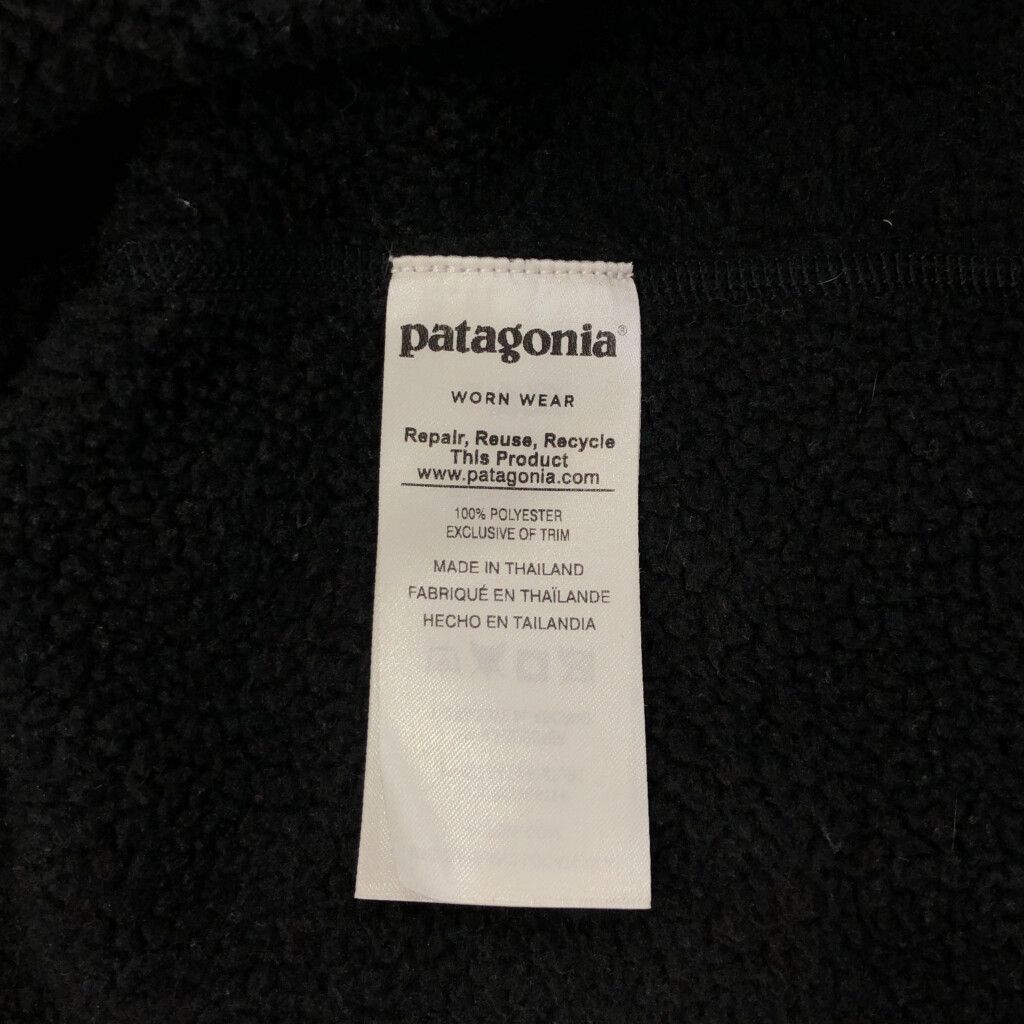 patagonia®
WORN WEAR
Repair, Reuse, Recycle
This Product
www.patagonia.com
100% POLYESTER
EXCLUSIVE OF TRIM
MADE IN THAILAND
FABRIQUÉ EN THAÏLANDE
HECHO EN TAILANDIA